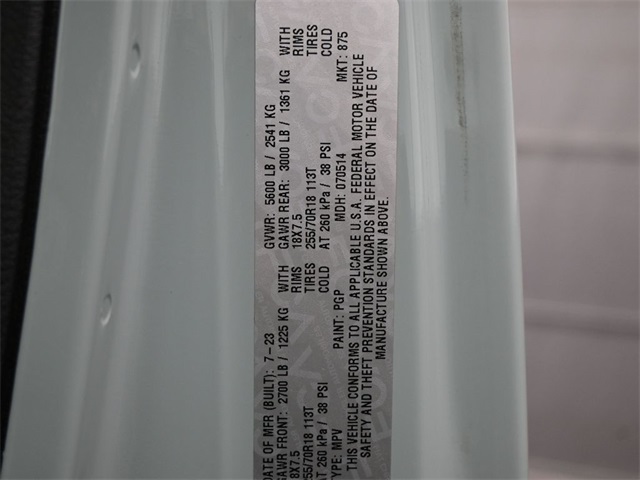 DATE OF MFR (BUILT): 7-23 GVWR: 5600 LB / 2541 KG
GAWR FRONT: 2700 LB / 1225 KG WITH GAWR REAR: 3000 LB / 1361 KG WITH
18X7.5 RIMS 18X7.5 RIMS
255/70R18 113T TIRES 255/70R18 113T TIRES
AT 260 kPa / 38 PSI COLD AT 260 kPa / 38 PSI COLD
TYPE: MPV PAINT: PGP MDH: 070514 MKT: 875
THIS VEHICLE CONFORMS TO ALL APPLICABLE U.S.A. FEDERAL MOTOR VEHICLE
SAFETY AND THEFT PREVENTION STANDARDS IN EFFECT ON THE DATE OF
MANUFACTURE SHOWN ABOVE.